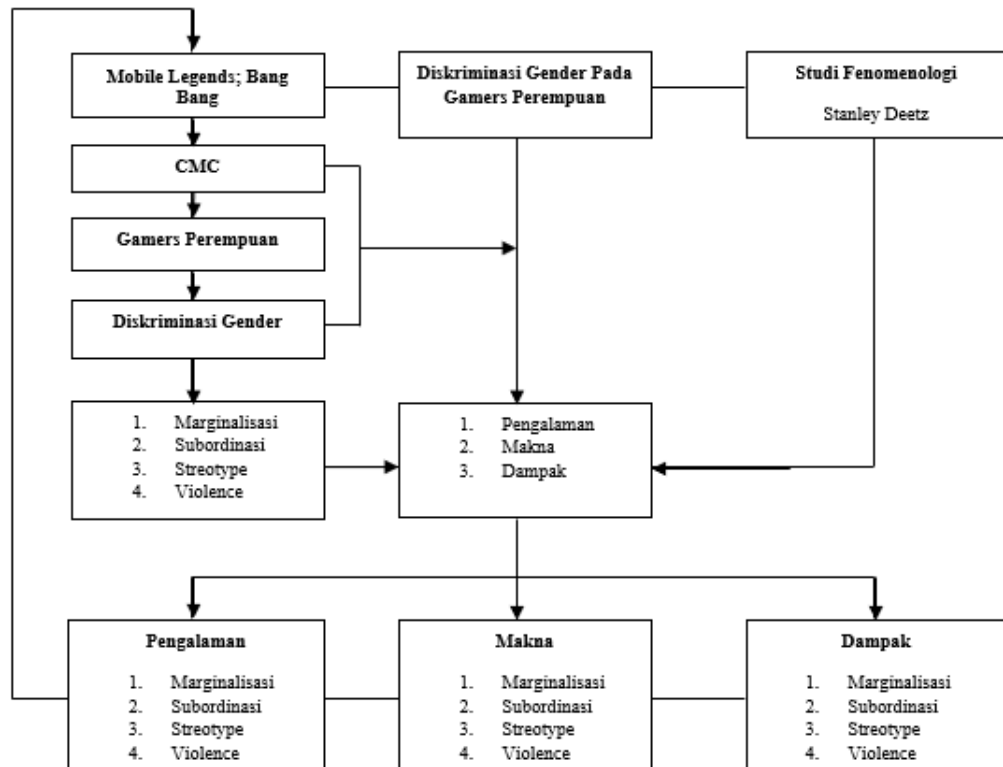 Mobile Legends; Bang
Bang
Diskriminasi Gender Pada
Gamers Perempuan
Studi Fenomenologi
Stanley Deetz
CMC
Gamers Perempuan
Diskriminasi Gender
1. Marginalisasi
2. Subordinasi
3. Streotype
4. Violence
1. Pengalaman
2. Makna
3. Dampak
Pengalaman
1. Marginalisasi
2. Subordinasi
3. Streotype
4. Violence
Makna
1. Marginalisasi
2. Subordinasi
3. Streotype
4. Violence
Dampak
1. Marginalisasi
2. Subordinasi
3. Streotype
4. Violence